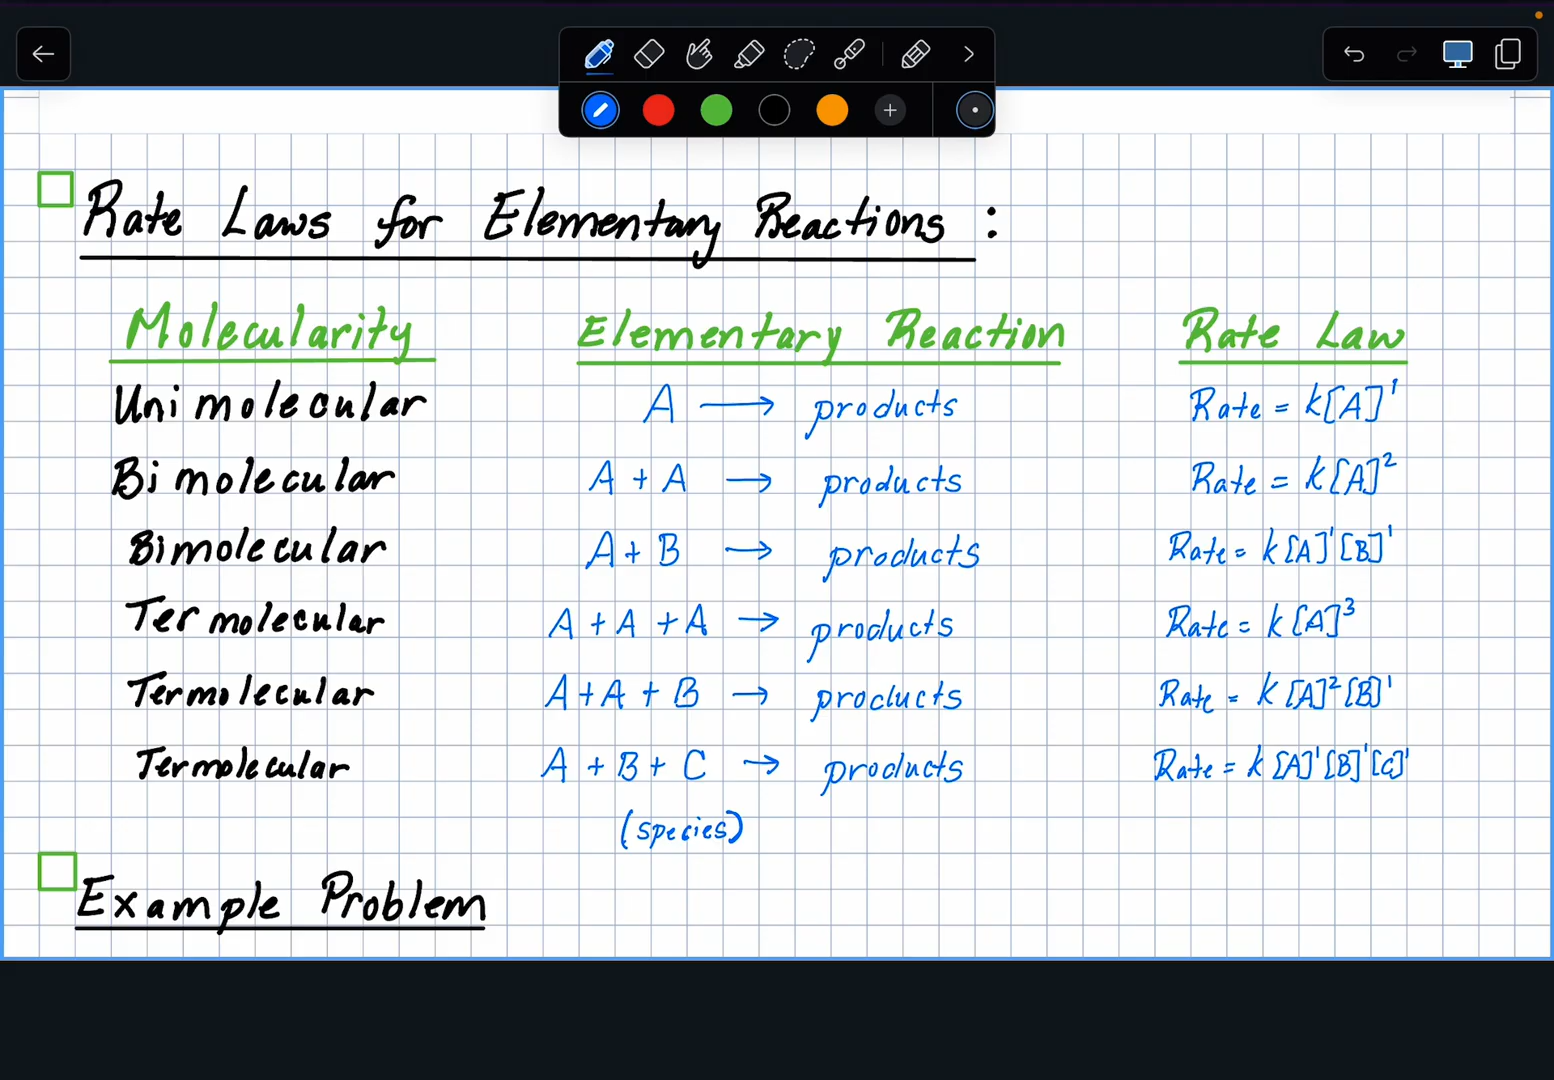 Rate Laws for Elementary Reactions :
Molecularity Elementary Reaction Rate Law
Unimolecular A → products Rate = k[A]¹
Bimolecular A + A → products Rate = k[A]²
Bimolecular A + B → products Rate = k[A]¹[B]¹
Termolecular A + A + A → products Rate = k[A]³
Termolecular A + A + B → products Rate = k[A]²[B]¹
Termolecular A + B + C → products Rate = k[A]¹[B]¹[C]¹
(species)
Example Problem